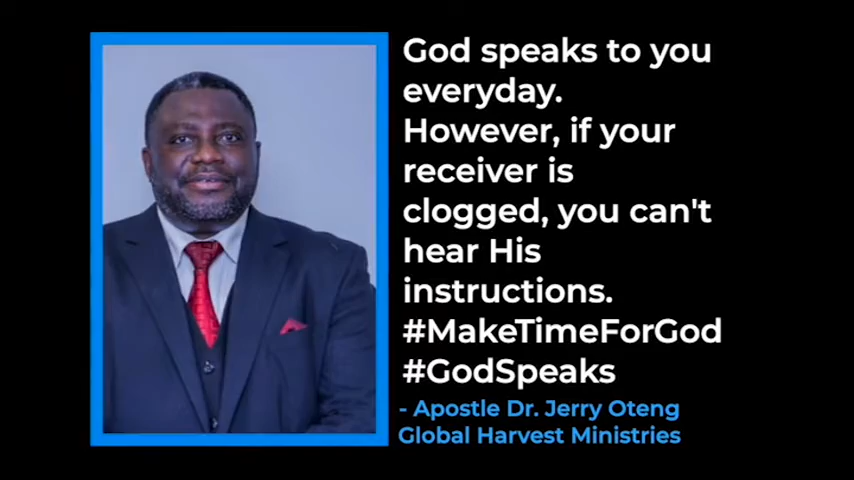 God speaks to you
everyday.
However, if your
receiver is
clogged, you can't
hear His
instructions.
#MakeTimeForGod
#GodSpeaks
- Apostle Dr. Jerry Oteng
Global Harvest Ministries